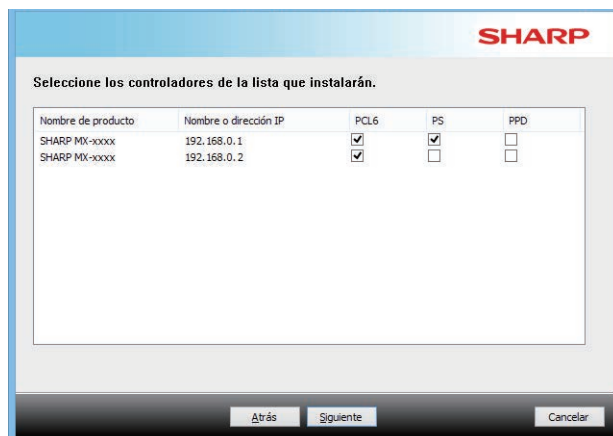 SHARP
Seleccione los controladores de la lista que instalarán.
Nombre de producto Nombre o dirección IP PCL6 PS PPD
SHARP MX-xxxx 192.168.0.1
SHARP MX-xxxx 192.168.0.2
Atrás Siguiente Cancelar